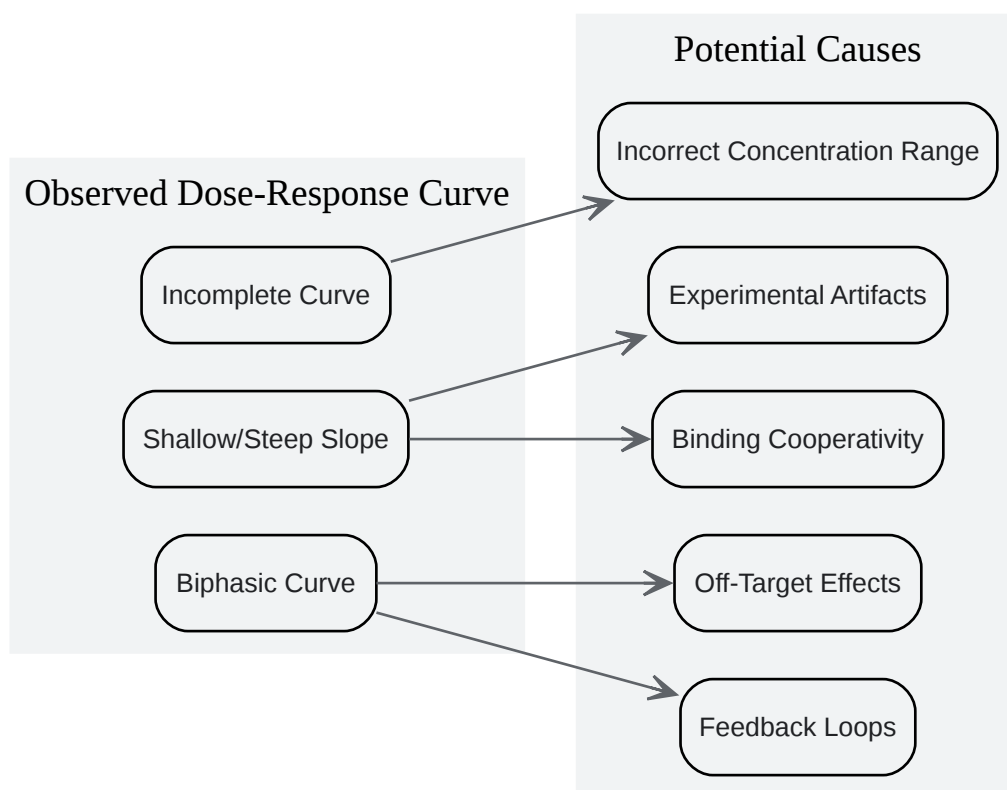 Potential Causes
Incorrect Concentration Range
Observed Dose-Response Curve
Incomplete Curve
Experimental Artifacts
Shallow/Steep Slope
Binding Cooperativity
Biphasic Curve
Off-Target Effects
Feedback Loops